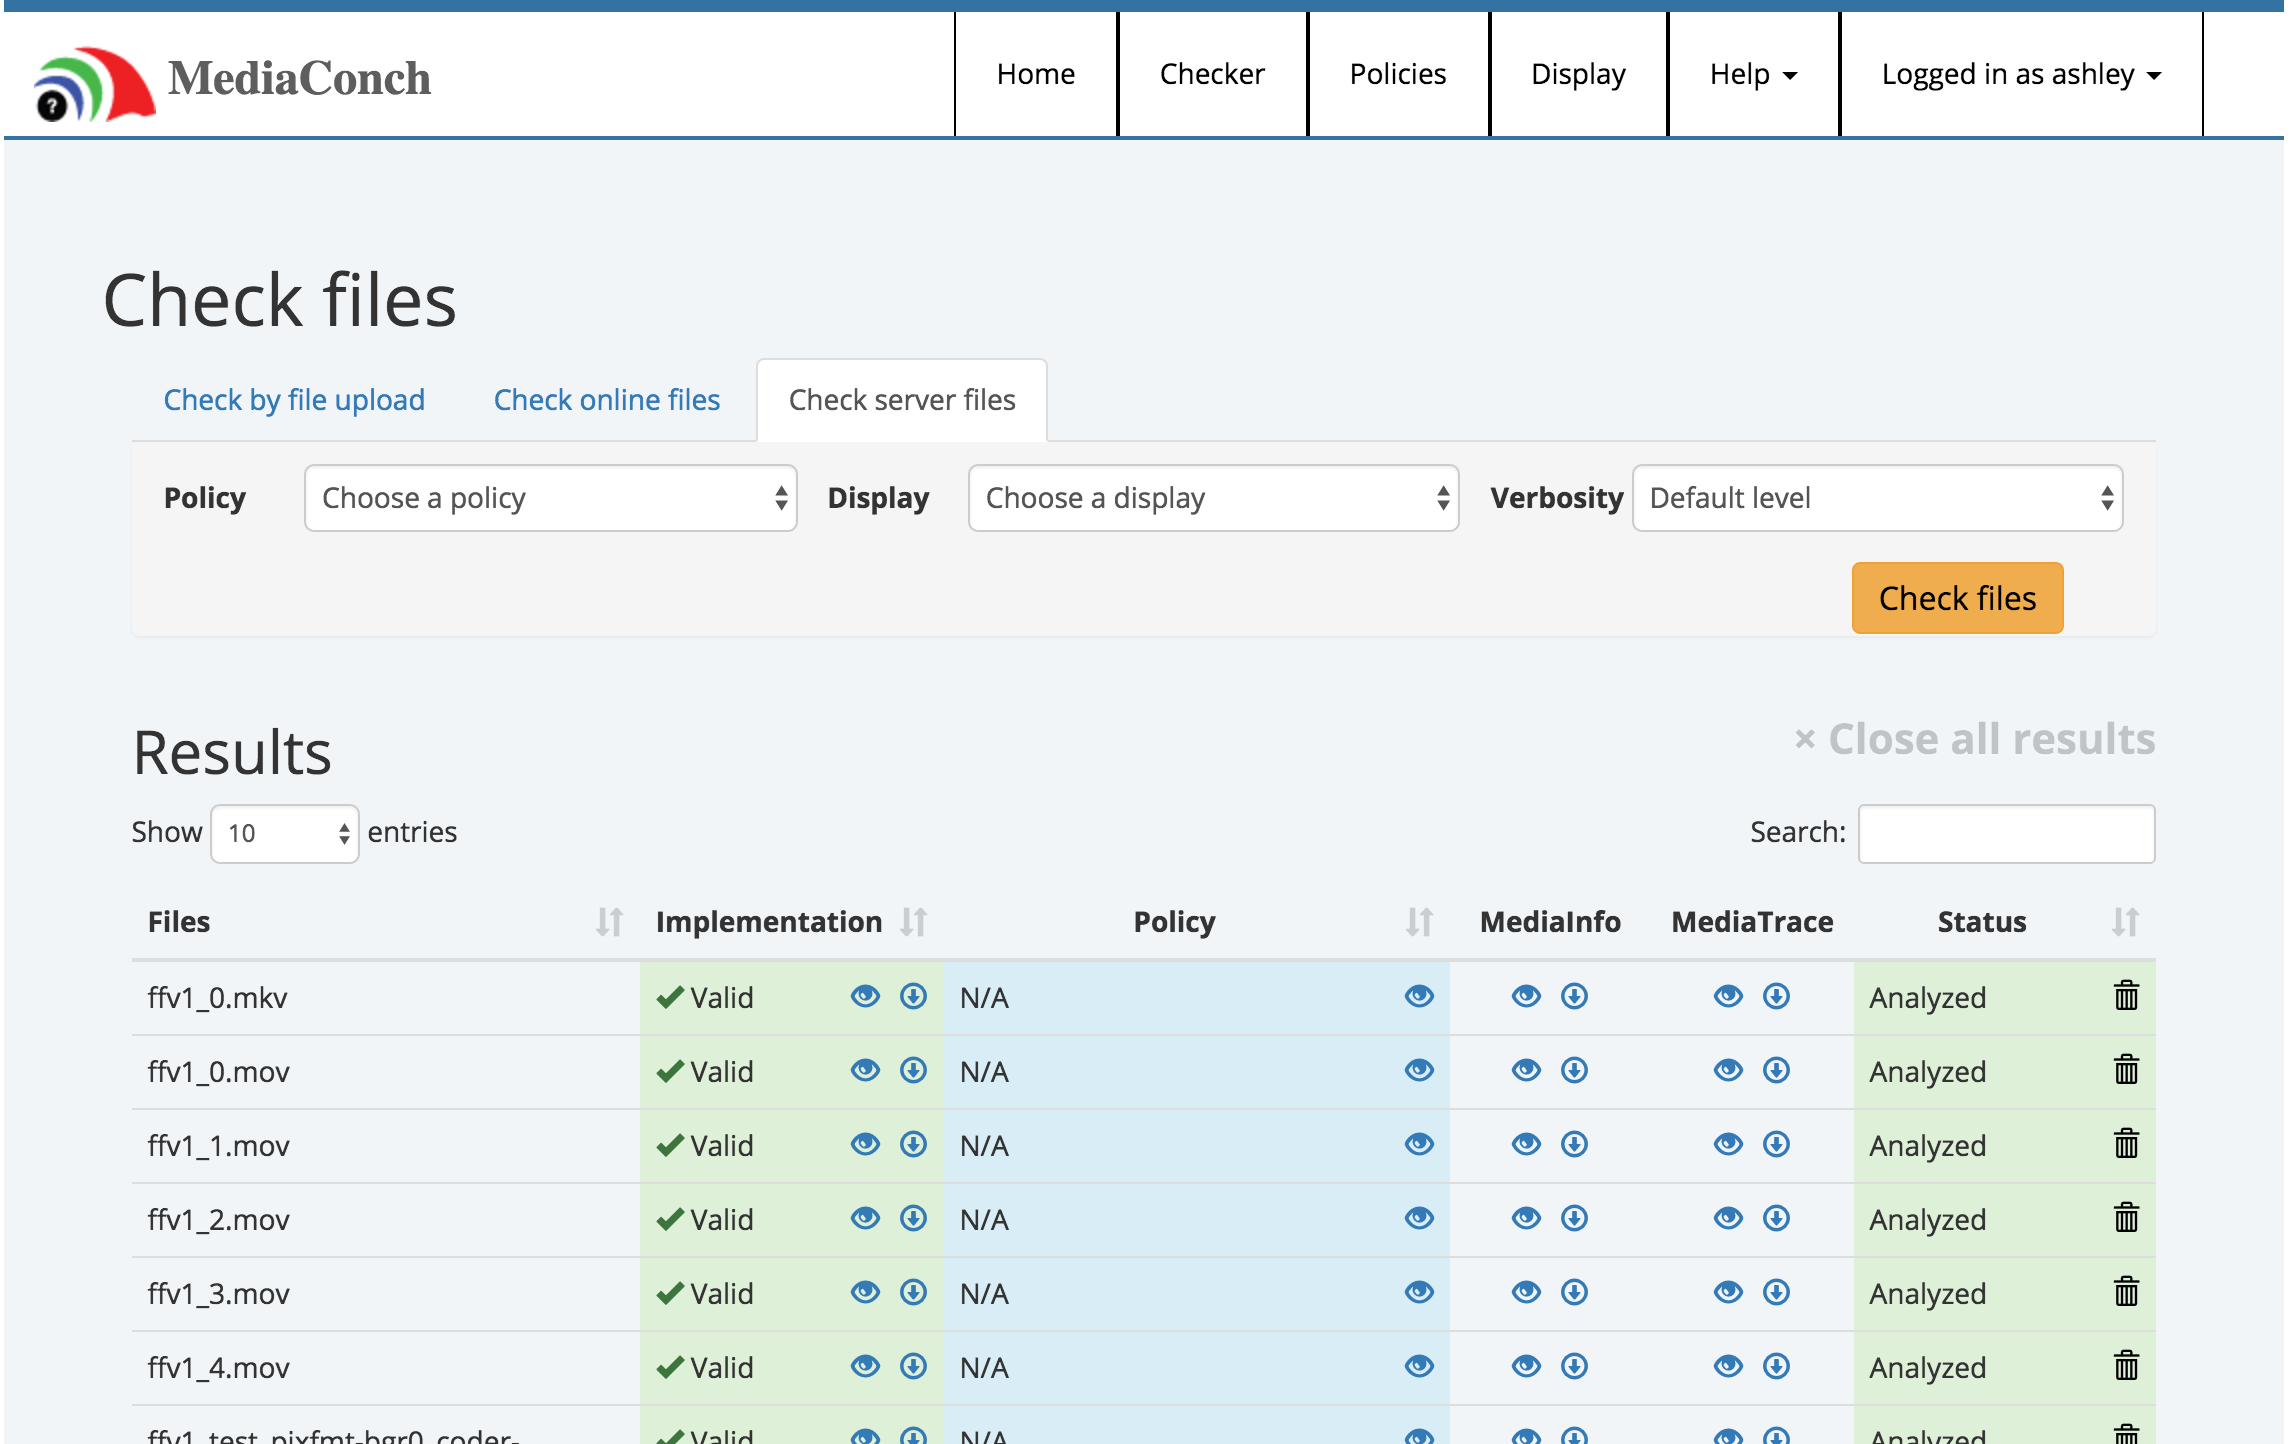 MediaConch
Home Checker Policies Display Help Logged in as ashley
Check files
Check by file upload Check online files Check server files
Policy Choose a policy Display Choose a display Verbosity Default level
Check files
Results × Close all results
Show 10 entries Search:
Files Implementation Policy MediaInfo MediaTrace Status
ffv1_0.mkv Valid N/A Analyzed
ffv1_0.mov Valid N/A Analyzed
ffv1_1.mov Valid N/A Analyzed
ffv1_2.mov Valid N/A Analyzed
ffv1_3.mov Valid N/A Analyzed
ffv1_4.mov Valid N/A Analyzed
ffv1_test_pixfmt-bgr0_coder- Valid N/A Analyzed